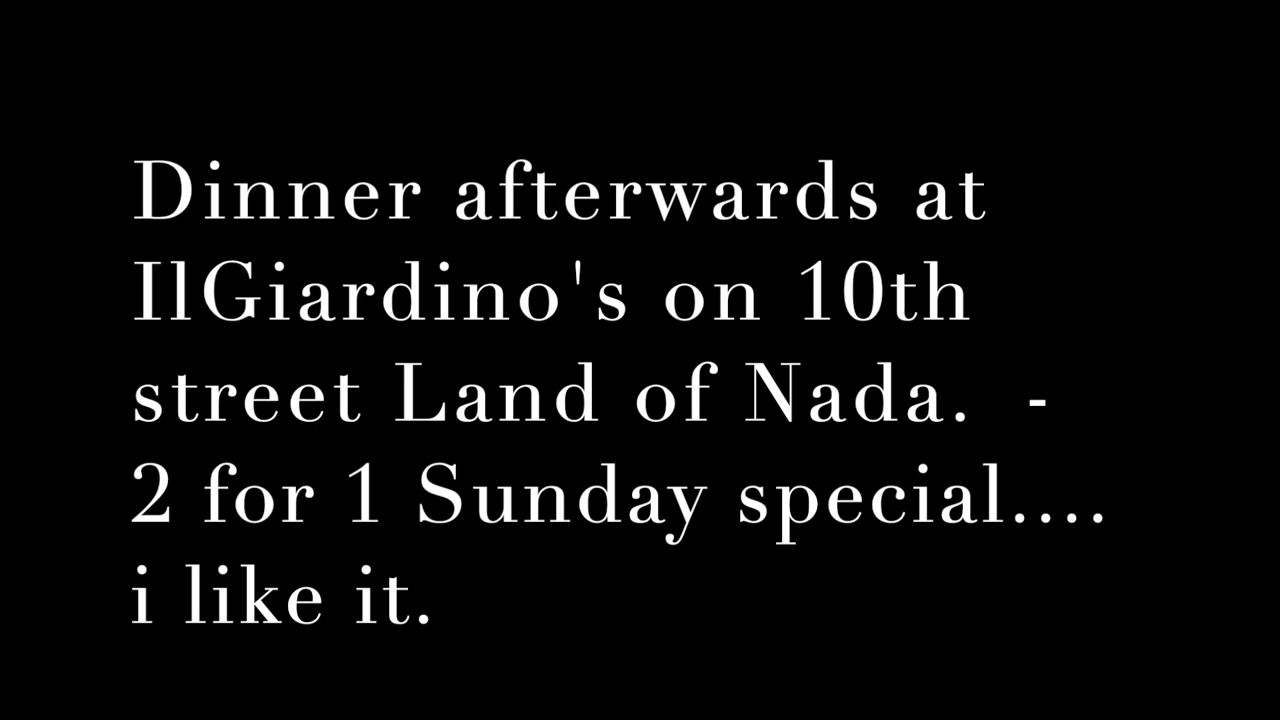 Dinner afterwards at
IlGiardino's on 10th
street Land of Nada.  -
2 for 1 Sunday special....
i like it.